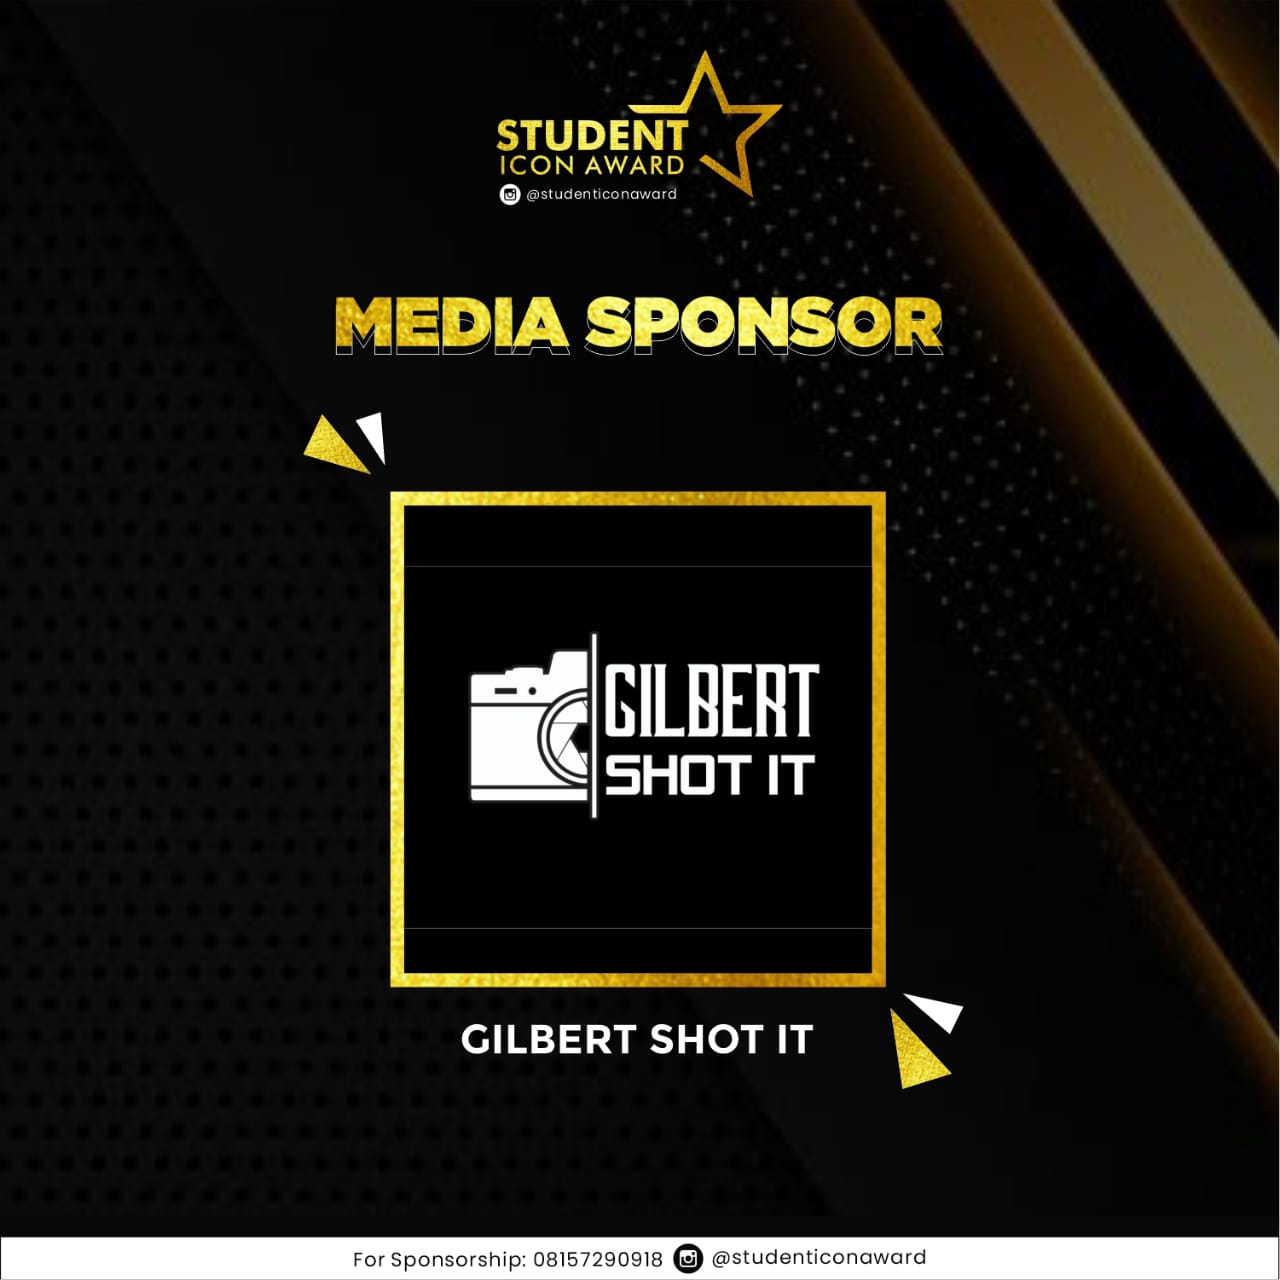 STUDENT
ICON AWARD
@studenticonaward
MEDIA SPONSOR
GILBERT
SHOT IT
GILBERT SHOT IT
For Sponsorship: 08157290918 @studenticonaward